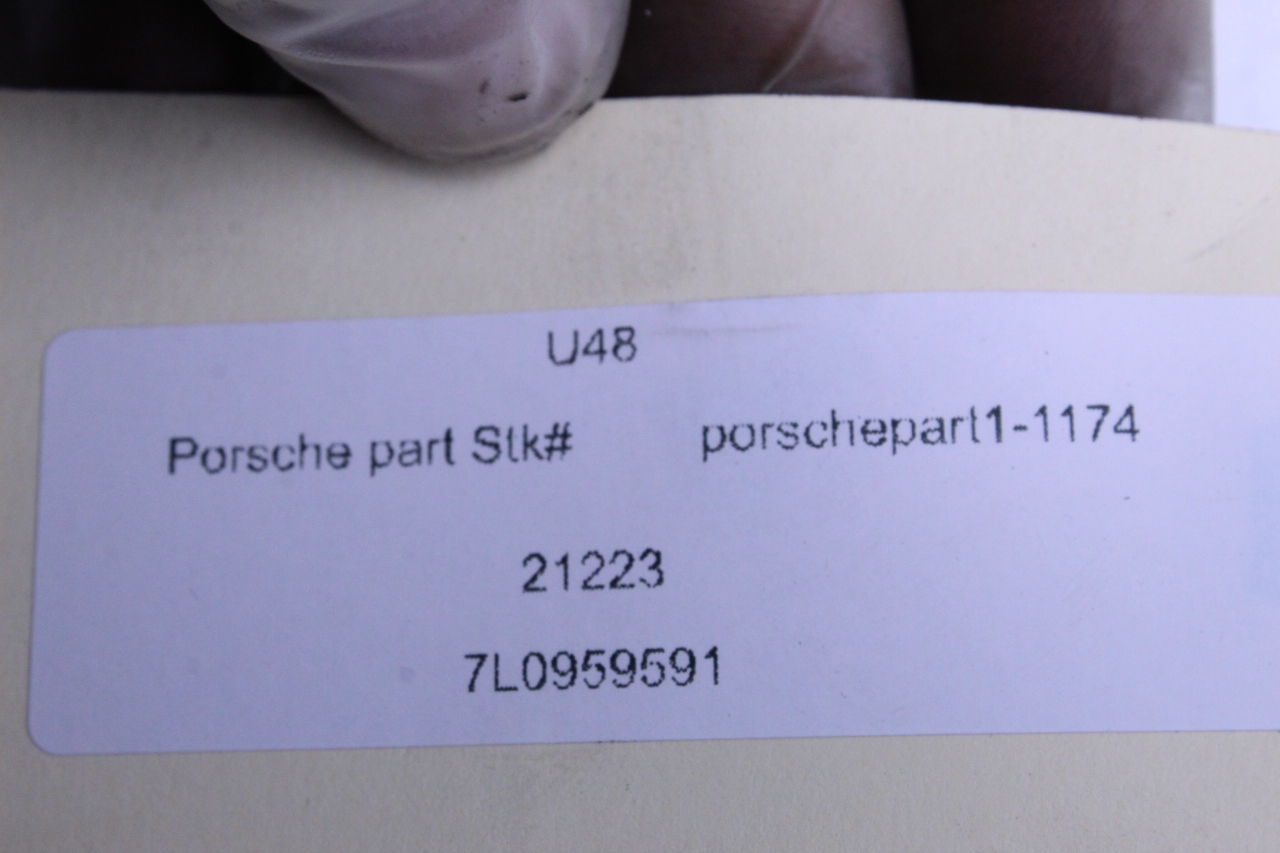 U48
Porsche part Stk# porschepart1-1174
21223
7L0959591